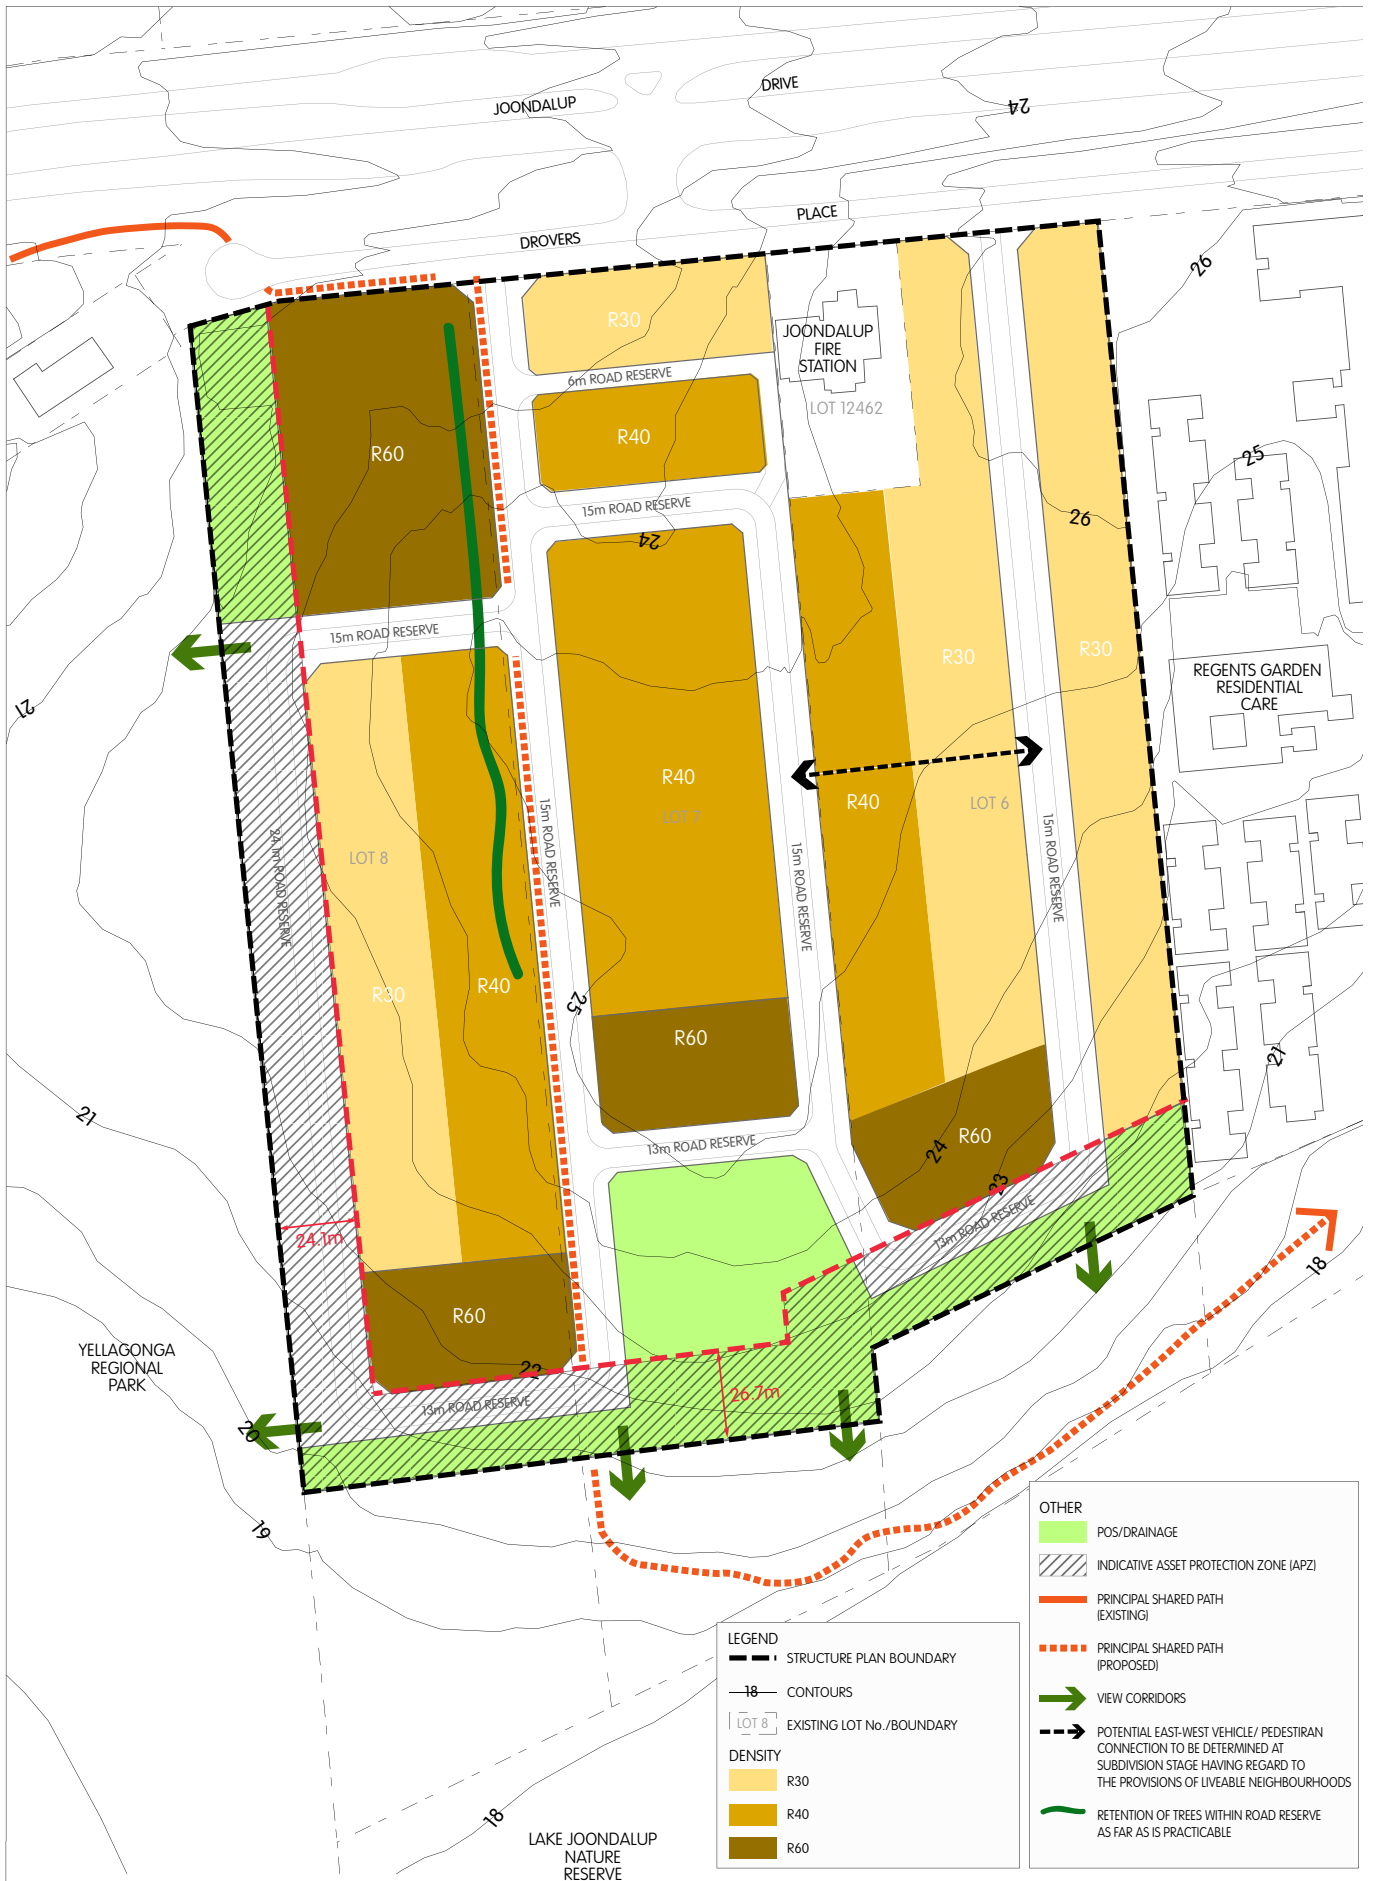 JOONDALUP
DRIVE
24
DROVERS
PLACE
26
R30
JOONDALUP
FIRE
STATION
LOT 12462
6m ROAD RESERVE
R40
R60
15m ROAD RESERVE
24
25
26
15m ROAD RESERVE
R30
R30
REGENTS GARDEN
RESIDENTIAL
CARE
21
R40
LOT 7
R40
LOT 6
LOT 8
24.1m ROAD RESERVE
15m ROAD RESERVE
15m ROAD RESERVE
15m ROAD RESERVE
R30
R40
25
R60
21
21
R60
24
23
13m ROAD RESERVE
13m ROAD RESERVE
24.1m
18
R60
YELLAGONGA
REGIONAL
PARK
22
26.7m
13m ROAD RESERVE
20
19
18
LAKE JOONDALUP
NATURE
RESERVE
LEGEND
STRUCTURE PLAN BOUNDARY
18
CONTOURS
LOT 8
EXISTING LOT No./BOUNDARY
DENSITY
R30
R40
R60
OTHER
POS/DRAINAGE
INDICATIVE ASSET PROTECTION ZONE (APZ)
PRINCIPAL SHARED PATH
(EXISTING)
PRINCIPAL SHARED PATH
(PROPOSED)
VIEW CORRIDORS
POTENTIAL EAST-WEST VEHICLE/ PEDESTIRAN
CONNECTION TO BE DETERMINED AT
SUBDIVISION STAGE HAVING REGARD TO
THE PROVISIONS OF LIVEABLE NEIGHBOURHOODS
RETENTION OF TREES WITHIN ROAD RESERVE
AS FAR AS IS PRACTICABLE